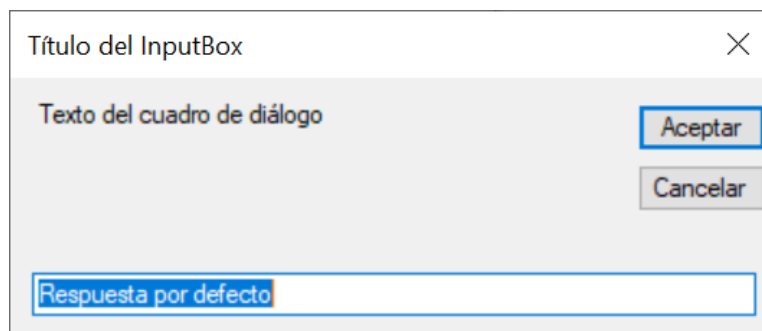 Título del InputBox
Texto del cuadro de diálogo
Aceptar
Cancelar
Respuesta por defecto